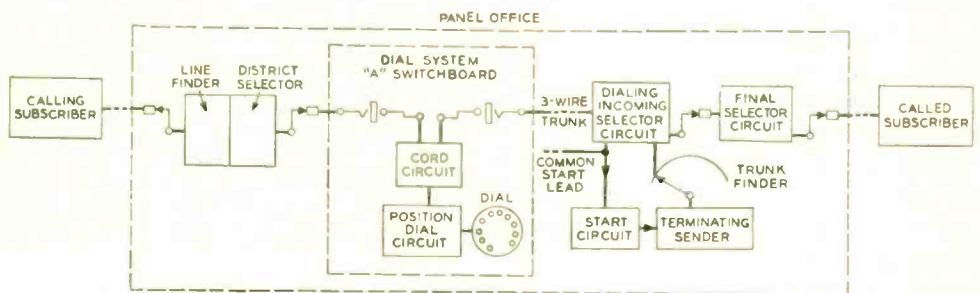 PANEL OFFICE
DIAL SYSTEM
"A" SWITCHBOARD
CALLING
SUBSCRIBER
LINE
FINDER
DISTRICT
SELECTOR
CORD
CIRCUIT
POSITION
DIAL
CIRCUIT
DIAL
3-WIRE
TRUNK
DIALING
INCOMING
SELECTOR
CIRCUIT
COMMON
START
LEAD
START
CIRCUIT
TERMINATING
SENDER
TRUNK
FINDER
FINAL
SELECTOR
CIRCUIT
CALLED
SUBSCRIBER